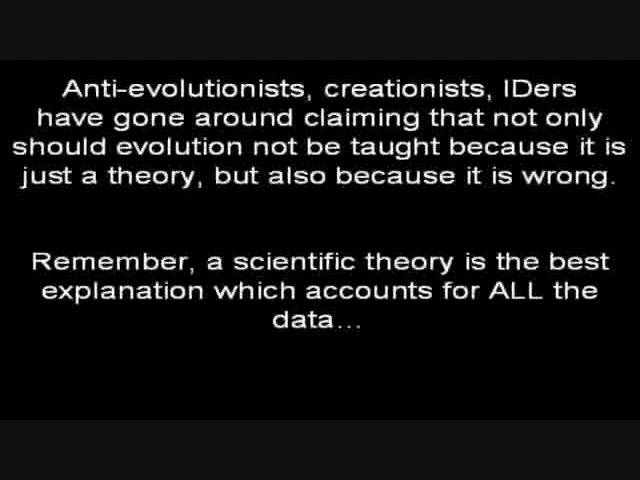 Anti-evolutionists, creationists, IDers
have gone around claiming that not only
should evolution not be taught because it is
just a theory, but also because it is wrong.
Remember, a scientific theory is the best
explanation which accounts for ALL the
data...